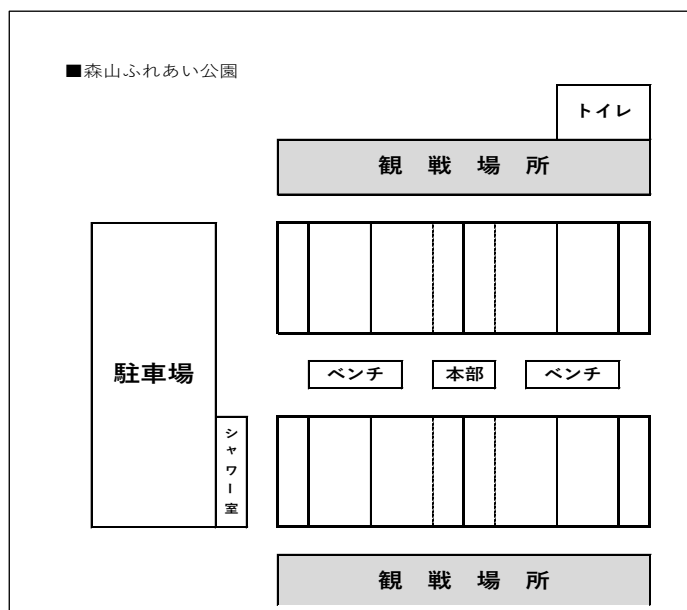 ■森山ふれあい公園
トイレ
観戦場所
駐車場
ベンチ
本部
ベンチ
シャワー室
観戦場所